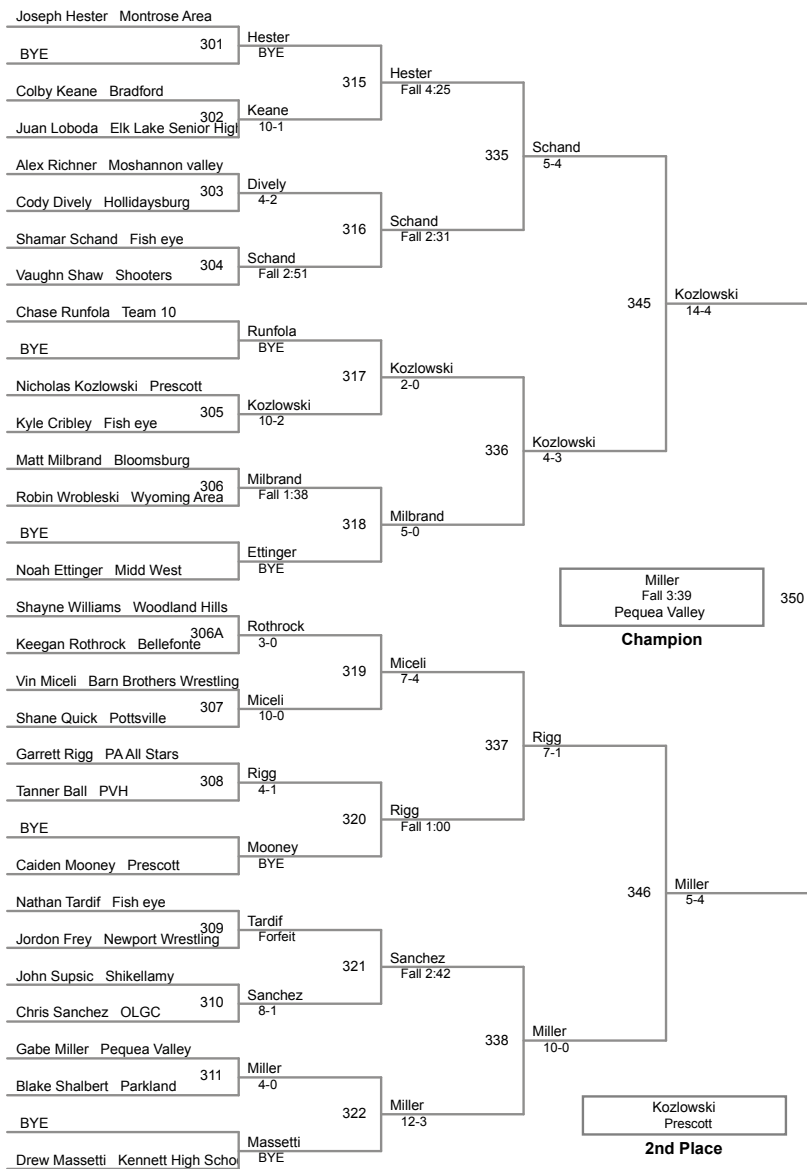 Joseph Hester Montrose Area
301
BYE
Hester
BYE
315
Colby Keane Bradford
302
Juan Loboda Elk Lake Senior Higl
Keane
10-1
Hester
Fall 4:25
335
Alex Richner Moshannon valley
303
Cody Dively Hollidaysburg
Dively
4-2
316
Shamar Schand Fish eye
304
Vaughn Shaw Shooters
Schand
Fall 2:51
Schand
Fall 2:31
Schand
5-4
345
Chase Runfola Team 10
BYE
Runfola
BYE
317
Nicholas Kozlowski Prescott
305
Kyle Cribley Fish eye
Kozlowski
10-2
Kozlowski
2-0
336
Matt Milbrand Bloomsburg
306
Robin Wrobleski Wyoming Area
Milbrand
Fall 1:38
318
BYE
Noah Ettinger Midd West
Ettinger
BYE
Milbrand
5-0
Kozlowski
4-3
Kozlowski
14-4
Miller
Fall 3:39
Pequea Valley
350
Champion
Shayne Williams Woodland Hills
306A
Keegan Rothrock Bellefonte
Rothrock
3-0
319
Vin Miceli Barn Brothers Wrestling
307
Shane Quick Pottsville
Miceli
10-0
Miceli
7-4
337
Garrett Rigg PA All Stars
308
Tanner Ball PVH
Rigg
4-1
320
BYE
Caiden Mooney Prescott
Mooney
BYE
Rigg
Fall 1:00
Rigg
7-1
346
Nathan Tardif Fish eye
309
Jordon Frey Newport Wrestling
Tardif
Forfeit
321
John Supsic Shikellamy
310
Chris Sanchez OLGC
Sanchez
8-1
Sanchez
Fall 2:42
338
Gabe Miller Pequea Valley
311
Blake Shalbert Parkland
Miller
4-0
322
BYE
Drew Massetti Kennett High Schoo
Massetti
BYE
Miller
12-3
Miller
10-0
Miller
5-4
Kozlowski
Prescott
2nd Place